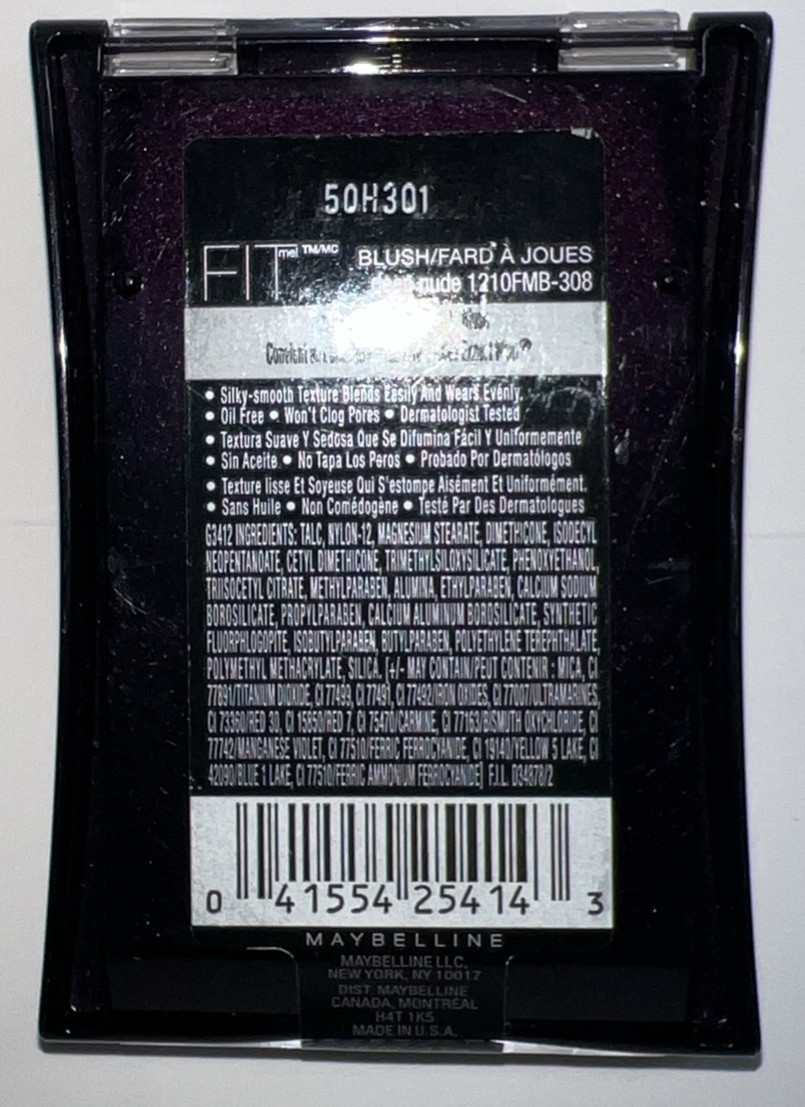 50H301
FIT me! TM/MC
BLUSH/FARD À JOUES
deep nude 1210FMB-308
• Silky-smooth Texture Blends Easily And Wears Evenly.
• Oil Free • Won't Clog Pores • Dermatologist Tested
• Textura Suave Y Sedosa Que Se Difumina Fácil Y Uniformemente
• Sin Aceite • No Tapa Los Poros • Probado Por Dermatólogos
• Texture lisse Et Soyeuse Qui S'estompe Aisément Et Uniformément.
• Sans Huile • Non Comédogène • Testé Par Des Dermatologues
G3412 INGREDIENTS: TALC, NYLON-12, MAGNESIUM STEARATE, DIMETHICONE, ISODECYL
NEOPENTANOATE, CETYL DIMETHICONE, TRIMETHYLSILOXYSILICATE, PHENOXYETHANOL,
TRIISOCETYL CITRATE, METHYLPARABEN, ALUMINA, ETHYLPARABEN, CALCIUM SODIUM
BOROSILICATE, PROPYLPARABEN, CALCIUM ALUMINUM BOROSILICATE, SYNTHETIC
FLUORPHLOGOPITE, ISOBUTYLPARABEN, BUTYLPARABEN, POLYETHYLENE TEREPHTHALATE,
POLYMETHYL METHACRYLATE, SILICA. [+/- MAY CONTAIN/PEUT CONTENIR : MICA, CI
77891/TITANIUM DIOXIDE, CI 77499, CI 77491, CI 77492/IRON OXIDES, CI 77007/ULTRAMARINES,
CI 73360/RED 30, CI 15850/RED 7, CI 75470/CARMINE, CI 77163/BISMUTH OXYCHLORIDE, CI
77742/MANGANESE VIOLET, CI 77510/FERRIC FERROCYANIDE, CI 19140/YELLOW 5 LAKE, CI
42090/BLUE 1 LAKE, CI 77510/FERRIC AMMONIUM FERROCYANIDE] F.I.L. D34878/2
0 41554 25414 3
MAYBELLINE
MAYBELLINE LLC,
NEW YORK, NY 10017
DIST. MAYBELLINE
CANADA, MONTRÉAL
H4T 1K5
MADE IN U.S.A.